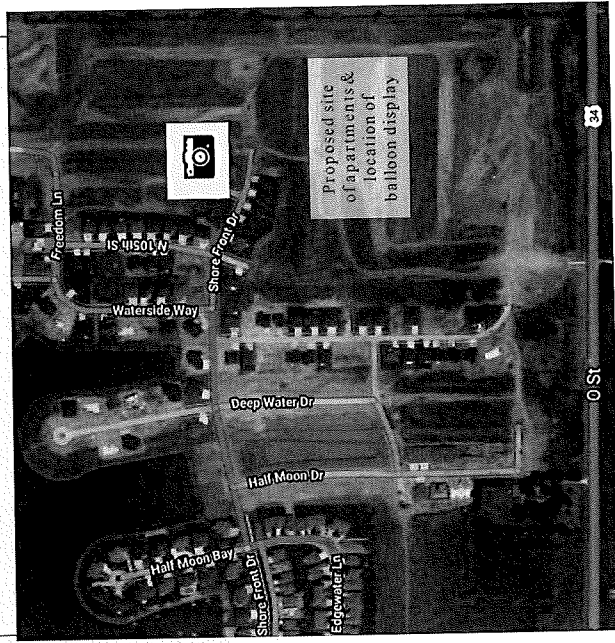 Proposed site
of apartments &
location of
balloon display
34
Freedom Ln
N 105th St
Shore Front Dr
Waterside Way
Deep Water Dr
Half Moon Dr
O St
Half Moon Bay
Shore Front Dr
Edgewater Ln